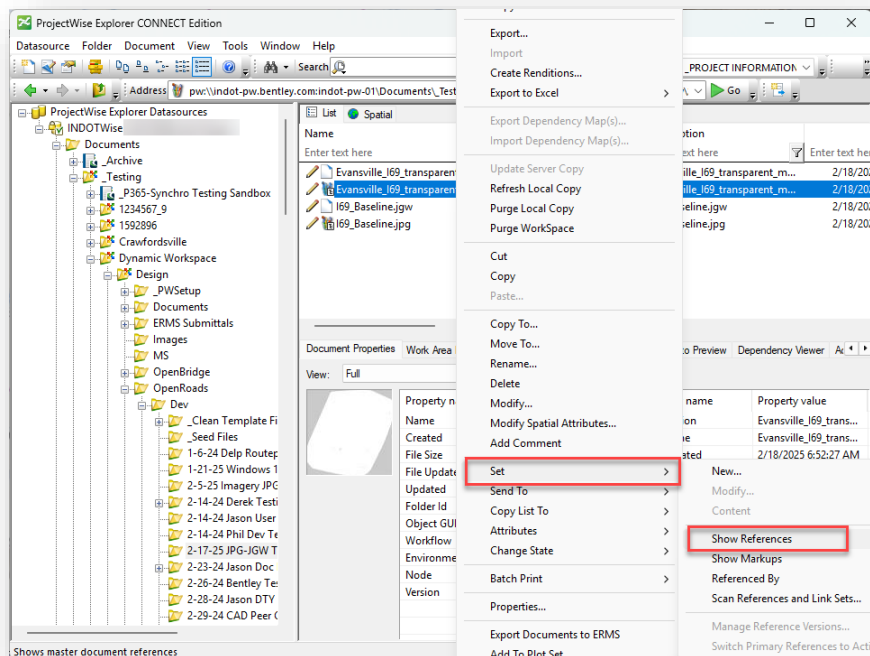 ProjectWise Explorer CONNECT Edition
Datasource Folder Document View Tools Window Help
Search
_PROJECT INFORMATION
Address pw:\\indot-pw.bentley.com:indot-pw-01\Documents\_Test
Go
ProjectWise Explorer Datasources
INDOTWise
Documents
_Archive
_Testing
_P365-Synchro Testing Sandbox
1234567_9
1592896
Crawfordsville
Dynamic Workspace
Design
_PWSetup
Documents
ERMS Submittals
Images
MS
OpenBridge
OpenRoads
Dev
_Clean Template Fi
_Seed Files
1-6-24 Delp Routep
1-21-25 Windows 1
2-5-25 Imagery JPG
2-14-24 Derek Testi
2-14-24 Jason User
2-14-24 Phil Dev Te
2-17-25 JPG-JGW T
2-23-24 Jason Doc
2-26-24 Bentley Tes
2-28-24 Jason DTY
2-29-24 CAD Peer
List Spatial
Name
Enter text here
Evansville_I69_transparent
Evansville_I69_transparent
I69_Baseline.jgw
I69_Baseline.jpg
ption
ext here
Enter text here
lle_I69_transparent_m... 2/18/202
lle_I69_transparent_m... 2/18/202
seline.jgw 2/18/202
seline.jpg 2/18/202
Document Properties Work Area
to Preview Dependency Viewer
View: Full
Property n
Name
Created
File Size
File Update
Updated
Folder Id
Object GUI
Workflow
Environme
Node
Version
name Property value
on Evansville_I69_trans...
e Evansville_I69_trans...
ated 2/18/2025 6:52:27 AM
Export...
Import
Create Renditions...
Export to Excel
Export Dependency Map(s)...
Import Dependency Map(s)...
Update Server Copy
Refresh Local Copy
Purge Local Copy
Purge WorkSpace
Cut
Copy
Paste...
Copy To...
Move To...
Rename...
Delete
Modify...
Modify Spatial Attributes...
Add Comment
Set
Send To
Copy List To
Attributes
Change State
Batch Print
Properties...
Export Documents to ERMS
Add To Plot Set
New...
Modify...
Content
Show References
Show Markups
Referenced By
Scan References and Link Sets...
Manage Reference Versions...
Switch Primary References to Acti
Shows master document references